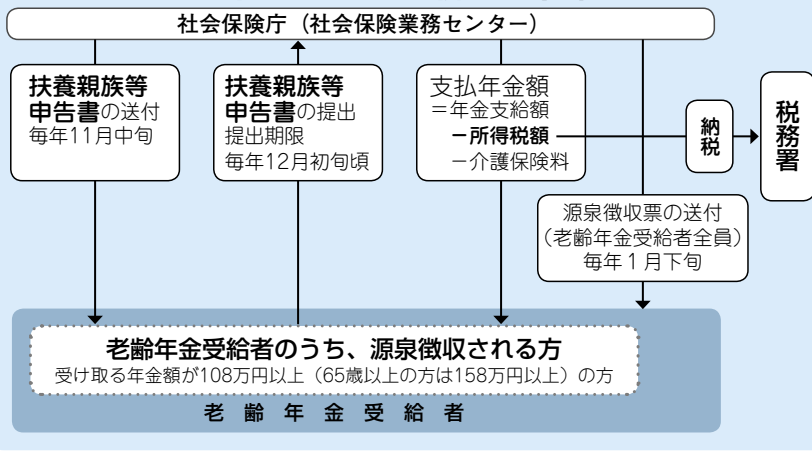 社会保険庁（社会保険業務センター）
扶養親族等
申告書の送付
毎年11月中旬
扶養親族等
申告書の提出
提出期限
毎年12月初旬頃
支払年金額
＝年金支給額
－所得税額
－介護保険料
納税
税務署
源泉徴収票の送付
（老齢年金受給者全員）
毎年１月下旬
老齢年金受給者のうち、源泉徴収される方
受け取る年金額が108万円以上（65歳以上の方は158万円以上）の方
老齢年金受給者